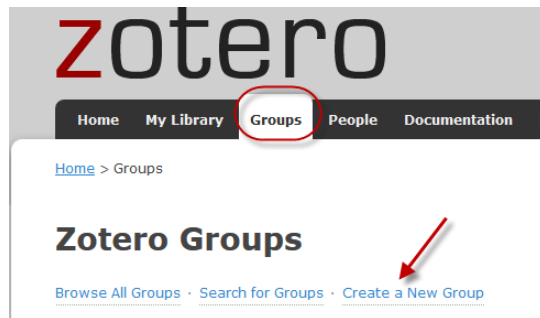 zotero
Home My Library Groups People Documentation
Home > Groups
Zotero Groups
Browse All Groups · Search for Groups · Create a New Group